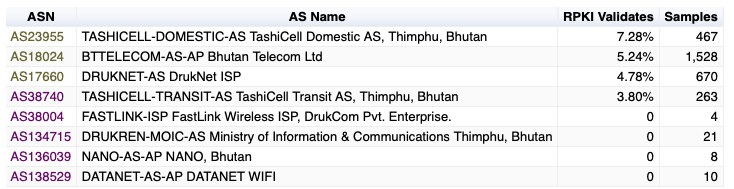 ASN AS Name RPKI Validates Samples
AS23955 TASHICELL-DOMESTIC-AS TashiCell Domestic AS, Thimphu, Bhutan 7.28% 467
AS18024 BTTELECOM-AS-AP Bhutan Telecom Ltd 5.24% 1,528
AS17660 DRUKNET-AS DrukNet ISP 4.78% 670
AS38740 TASHICELL-TRANSIT-AS TashiCell Transit AS, Thimphu, Bhutan 3.80% 263
AS38004 FASTLINK-ISP FastLink Wireless ISP, DrukCom Pvt. Enterprise. 0 4
AS134715 DRUKREN-MOIC-AS Ministry of Information & Communications Thimphu, Bhutan 0 21
AS136039 NANO-AS-AP NANO, Bhutan 0 8
AS138529 DATANET-AS-AP DATANET WIFI 0 10